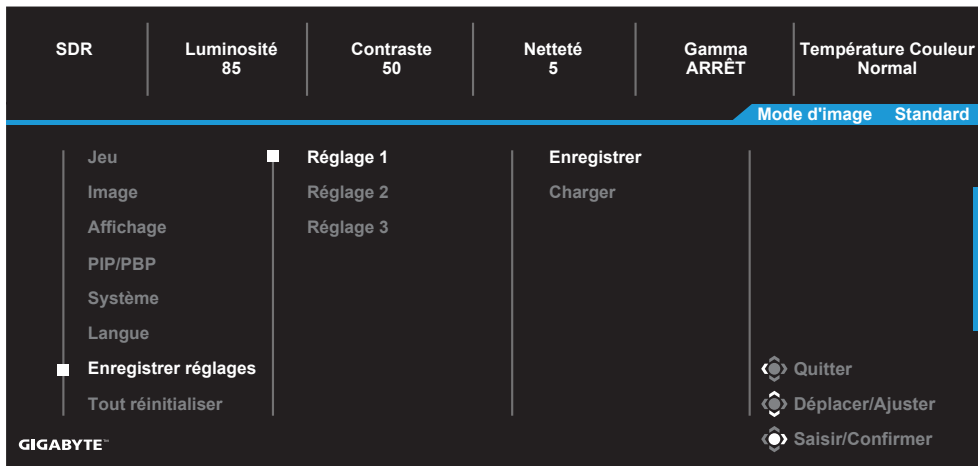 SDR
Luminosité
85
Contraste
50
Netteté
5
Gamma
ARRÊT
Température Couleur
Normal
Mode d'image Standard
Jeu
Image
Affichage
PIP/PBP
Système
Langue
Enregistrer réglages
Tout réinitialiser
Réglage 1
Réglage 2
Réglage 3
Enregistrer
Charger
Quitter
Déplacer/Ajuster
Saisir/Confirmer
GIGABYTE™